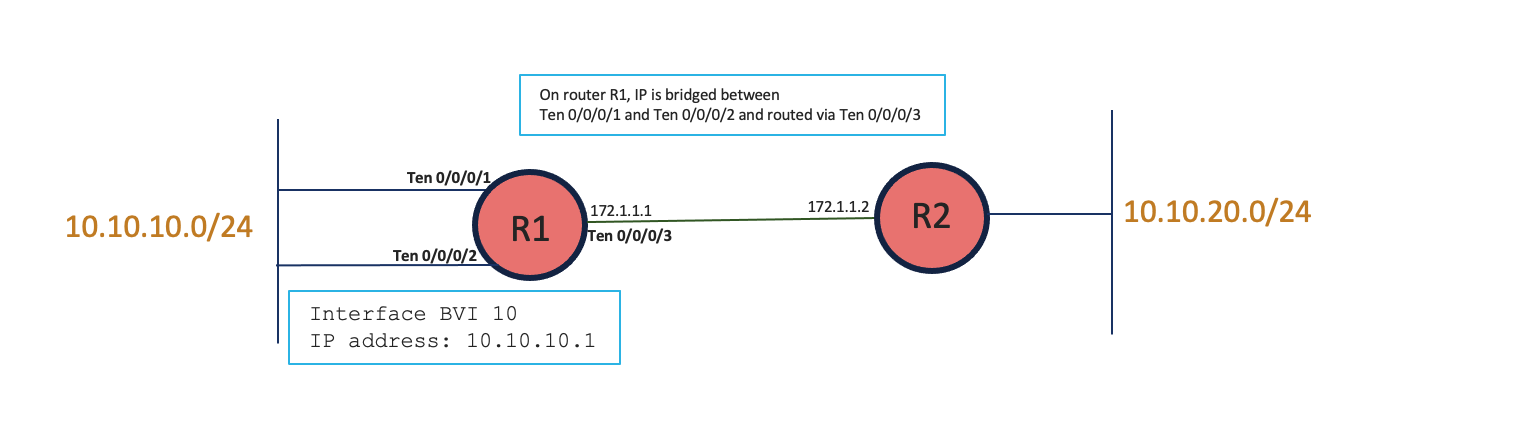 On router R1, IP is bridged between
Ten 0/0/0/1 and Ten 0/0/0/2 and routed via Ten 0/0/0/3
Ten 0/0/0/1
10.10.10.0/24
R1
172.1.1.1
Ten 0/0/0/3
172.1.1.2
R2
10.10.20.0/24
Ten 0/0/0/2
Interface BVI 10
IP address: 10.10.10.1